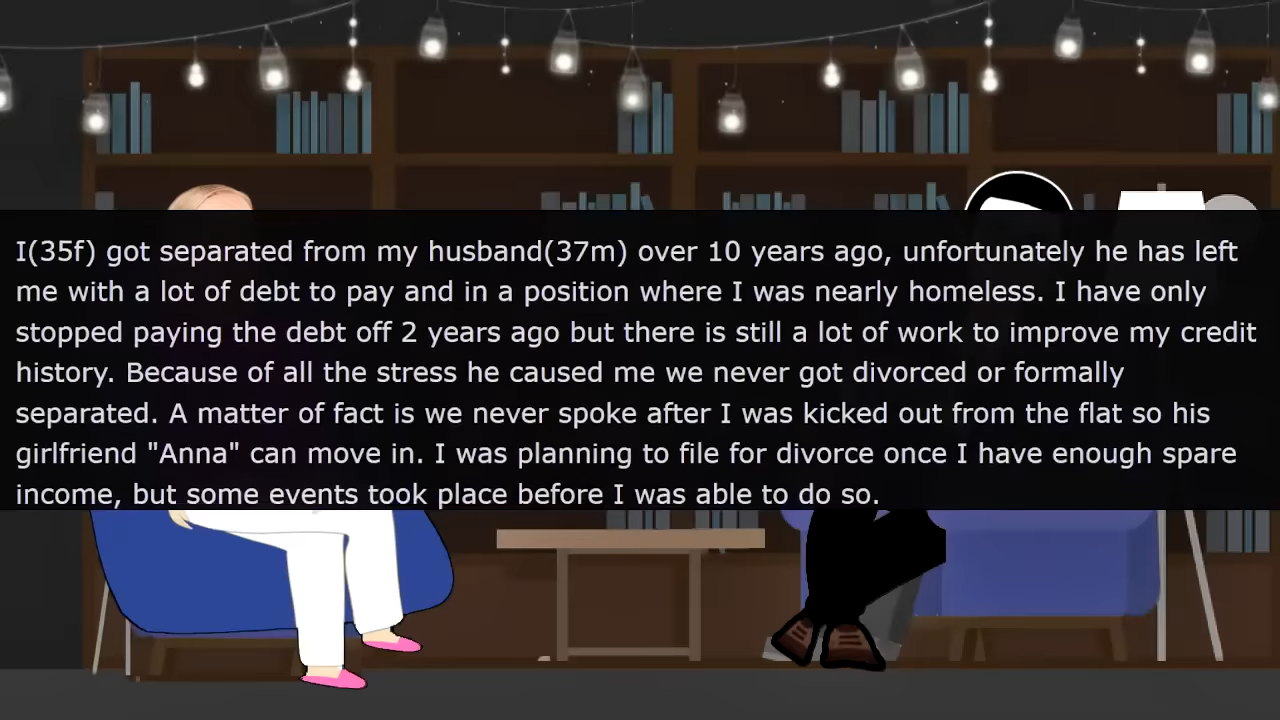 I(35f) got separated from my husband(37m) over 10 years ago, unfortunately he has left
me with a lot of debt to pay and in a position where I was nearly homeless. I have only
stopped paying the debt off 2 years ago but there is still a lot of work to improve my credit
history. Because of all the stress he caused me we never got divorced or formally
separated. A matter of fact is we never spoke after I was kicked out from the flat so his
girlfriend "Anna" can move in. I was planning to file for divorce once I have enough spare
income, but some events took place before I was able to do so.